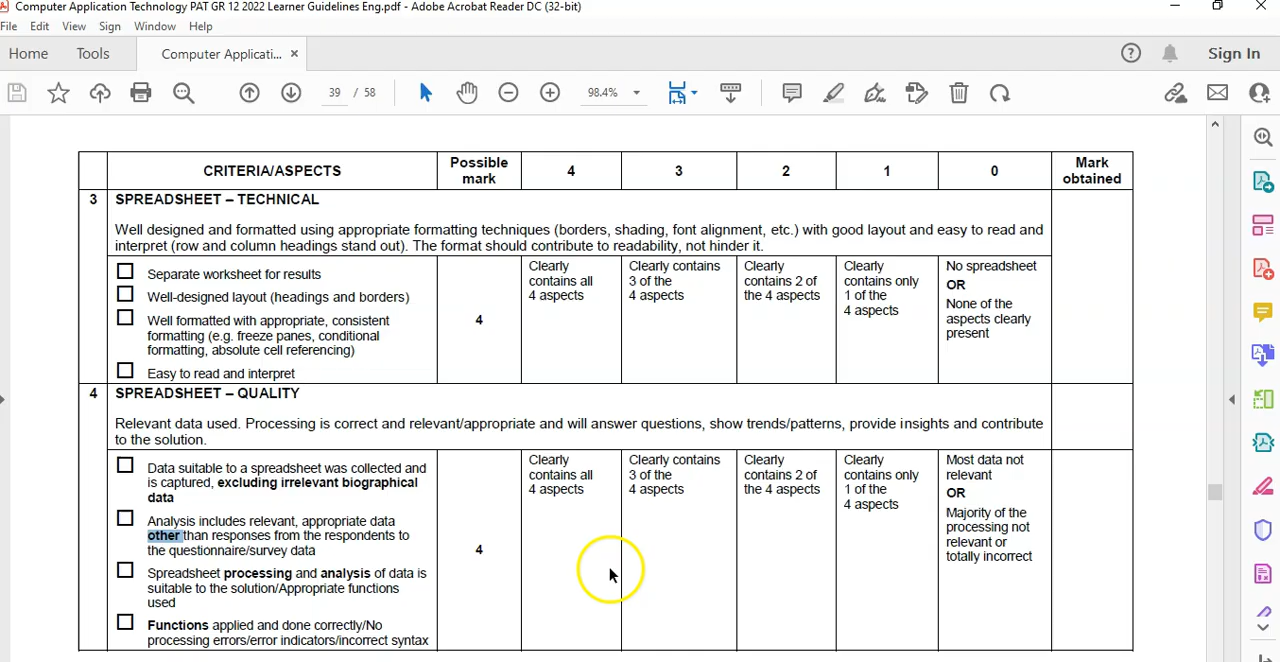 Computer Application Technology PAT GR 12 2022 Learner Guidelines Eng.pdf - Adobe Acrobat Reader DC (32-bit)
File Edit View Sign Window Help
Home Tools Computer Applicati... × Sign In
39 / 58 98.4%
CRITERIA/ASPECTS Possible mark 4 3 2 1 0 Mark obtained
3 SPREADSHEET – TECHNICAL
Well designed and formatted using appropriate formatting techniques (borders, shading, font alignment, etc.) with good layout and easy to read and
interpret (row and column headings stand out). The format should contribute to readability, not hinder it.
Separate worksheet for results
Well-designed layout (headings and borders)
Well formatted with appropriate, consistent
formatting (e.g. freeze panes, conditional
formatting, absolute cell referencing)
Easy to read and interpret
4
Clearly
contains all
4 aspects
Clearly contains
3 of the
4 aspects
Clearly
contains 2 of
the 4 aspects
Clearly
contains only
1 of the
4 aspects
No spreadsheet
OR
None of the
aspects clearly
present
4 SPREADSHEET – QUALITY
Relevant data used. Processing is correct and relevant/appropriate and will answer questions, show trends/patterns, provide insights and contribute
to the solution.
Data suitable to a spreadsheet was collected and
is captured, excluding irrelevant biographical
data
Analysis includes relevant, appropriate data
other than responses from the respondents to
the questionnaire/survey data
Spreadsheet processing and analysis of data is
suitable to the solution/Appropriate functions
used
Functions applied and done correctly/No
processing errors/error indicators/incorrect syntax
4
Clearly
contains all
4 aspects
Clearly contains
3 of the
4 aspects
Clearly
contains 2 of
the 4 aspects
Clearly
contains only
1 of the
4 aspects
Most data not
relevant
OR
Majority of the
processing not
relevant or
totally incorrect